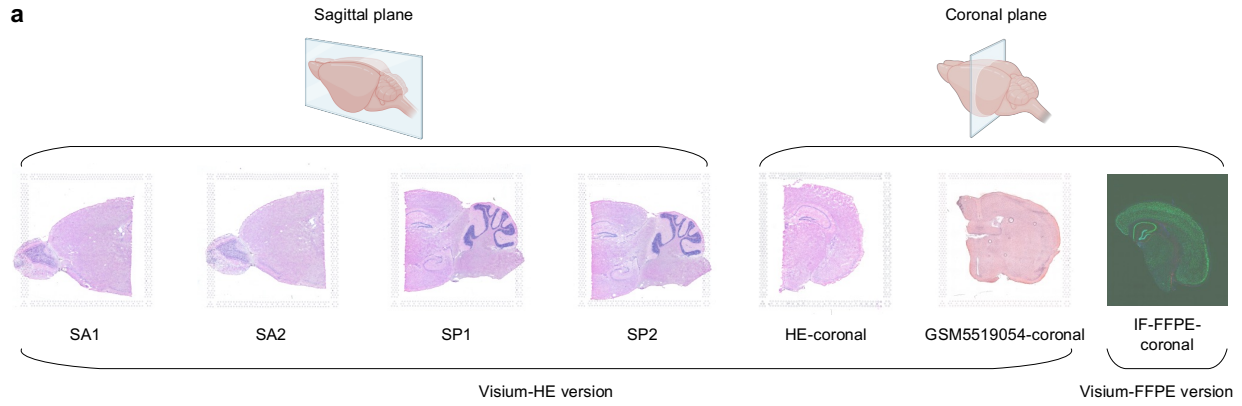 a
Sagittal plane
Coronal plane
SA1
SA2
SP1
SP2
HE-coronal
GSM5519054-coronal
IF-FFPE-
coronal
Visium-HE version
Visium-FFPE version